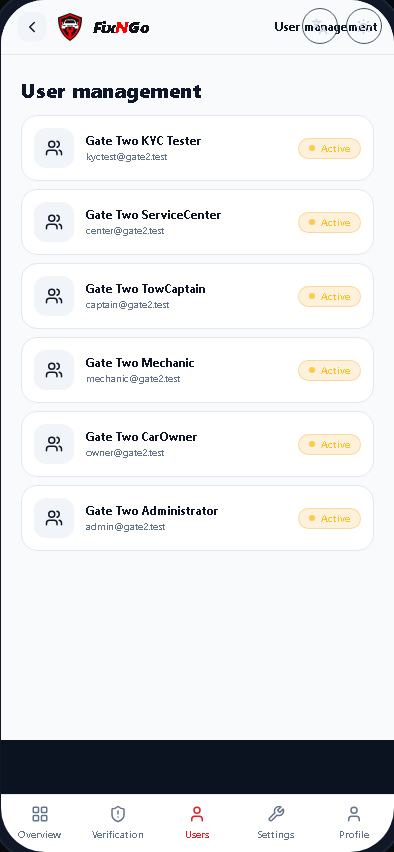 FixNGo
User management
User management
Gate Two KYC Tester
kyctest@gate2.test
Active
Gate Two ServiceCenter
center@gate2.test
Active
Gate Two TowCaptain
captain@gate2.test
Active
Gate Two Mechanic
mechanic@gate2.test
Active
Gate Two CarOwner
owner@gate2.test
Active
Gate Two Administrator
admin@gate2.test
Active
Overview
Verification
Users
Settings
Profile